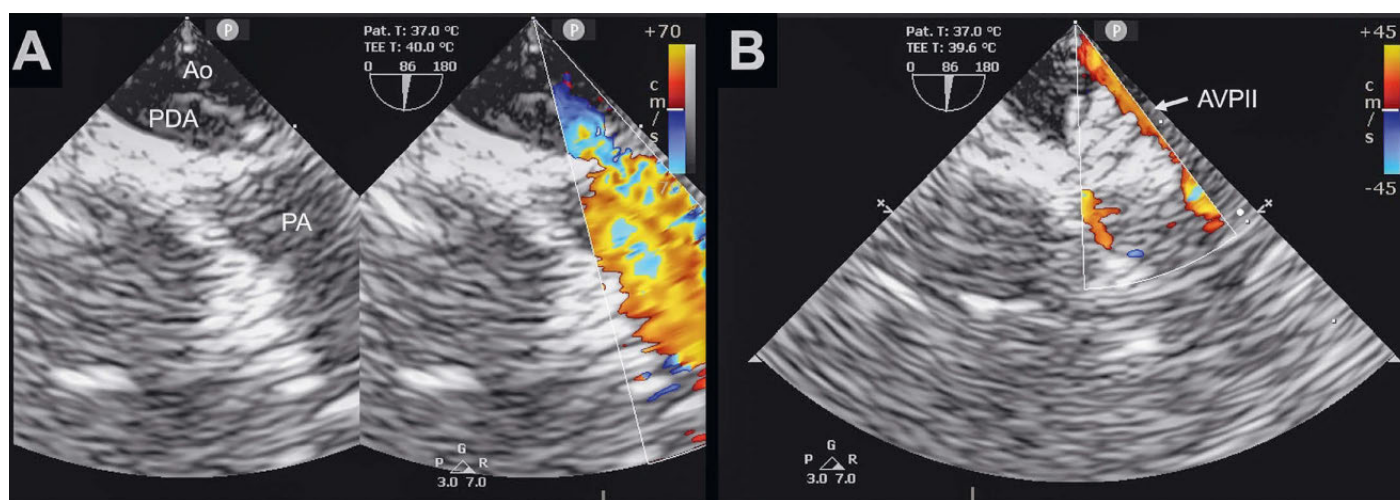 A
Ao
PDA
PA
P
Pat. T: 37.0 °C
TEE T: 40.0 °C
0 86 180
+70
c
m
/
s
G
P R
3.0 7.0
B
P
Pat. T: 37.0 °C
TEE T: 39.6 °C
0 86 180
+45
c
m
/
s
-45
AVPII
G
P R
3.0 7.0